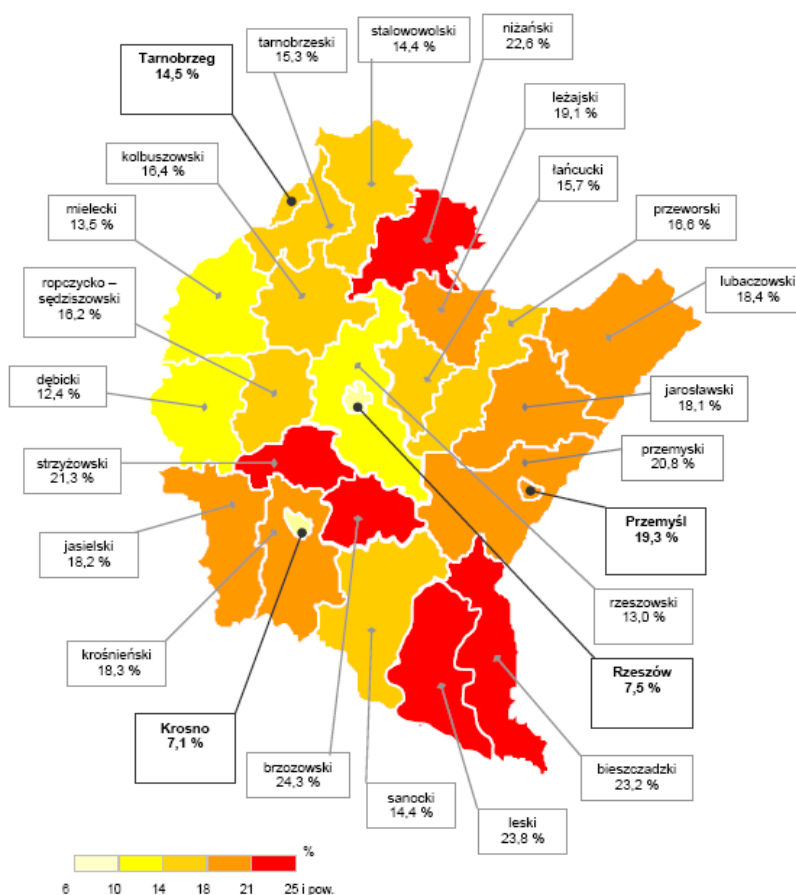 stalowowolski
14,4 %
niżański
22,6 %
tarnobrzeski
15,3 %
Tarnobrzeg
14,5 %
leżajski
19,1 %
kolbuszowski
16,4 %
łańcucki
15,7 %
mielecki
13,5 %
przeworski
16,6 %
ropczycko –
sędziszowski
16,2 %
lubaczowski
18,4 %
dębicki
12,4 %
jarosławski
18,1 %
strzyżowski
21,3 %
przemyski
20,8 %
Przemyśl
19,3 %
jasielski
18,2 %
rzeszowski
13,0 %
krośnieński
18,3 %
Rzeszów
7,5 %
Krosno
7,1 %
brzozowski
24,3 %
bieszczadzki
23,2 %
sanocki
14,4 %
leski
23,8 %
%
6 10 14 18 21 25 i pow.